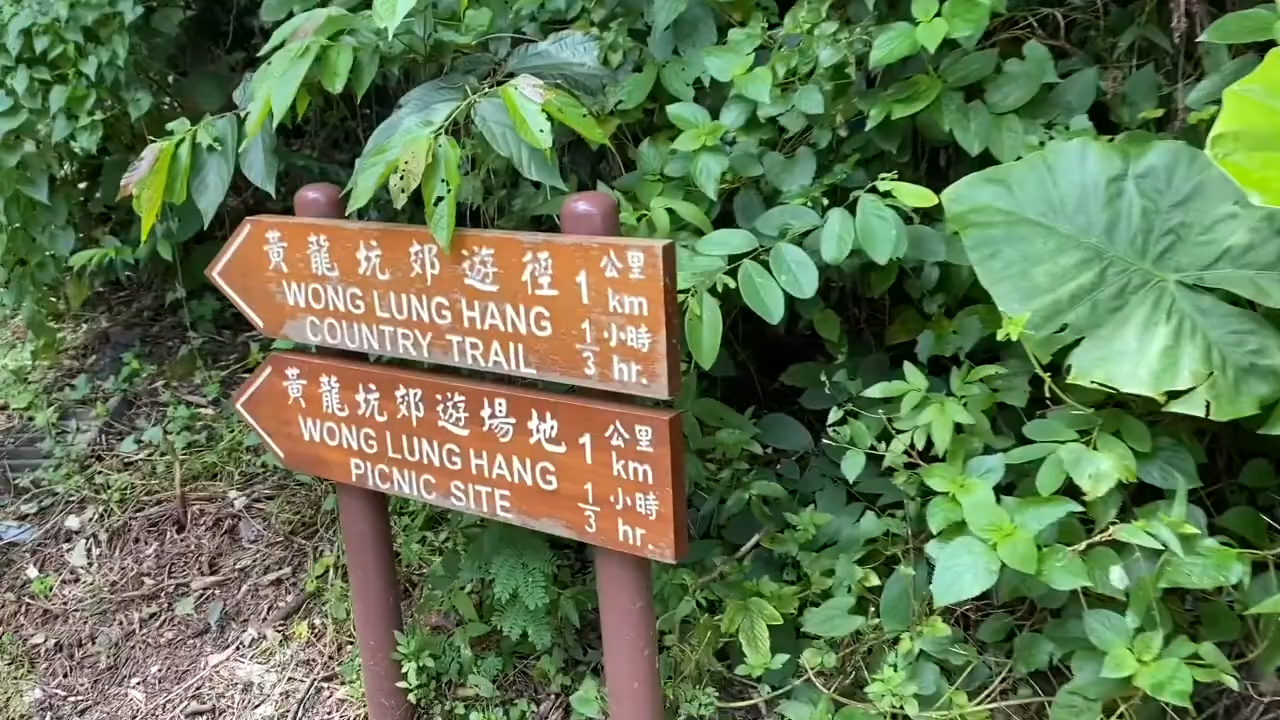 黃龍坑郊遊徑 1 公里
WONG LUNG HANG km
COUNTRY TRAIL 1/3 小時 hr.
黃龍坑郊遊場地 1 公里
WONG LUNG HANG km
PICNIC SITE 1/3 小時 hr.